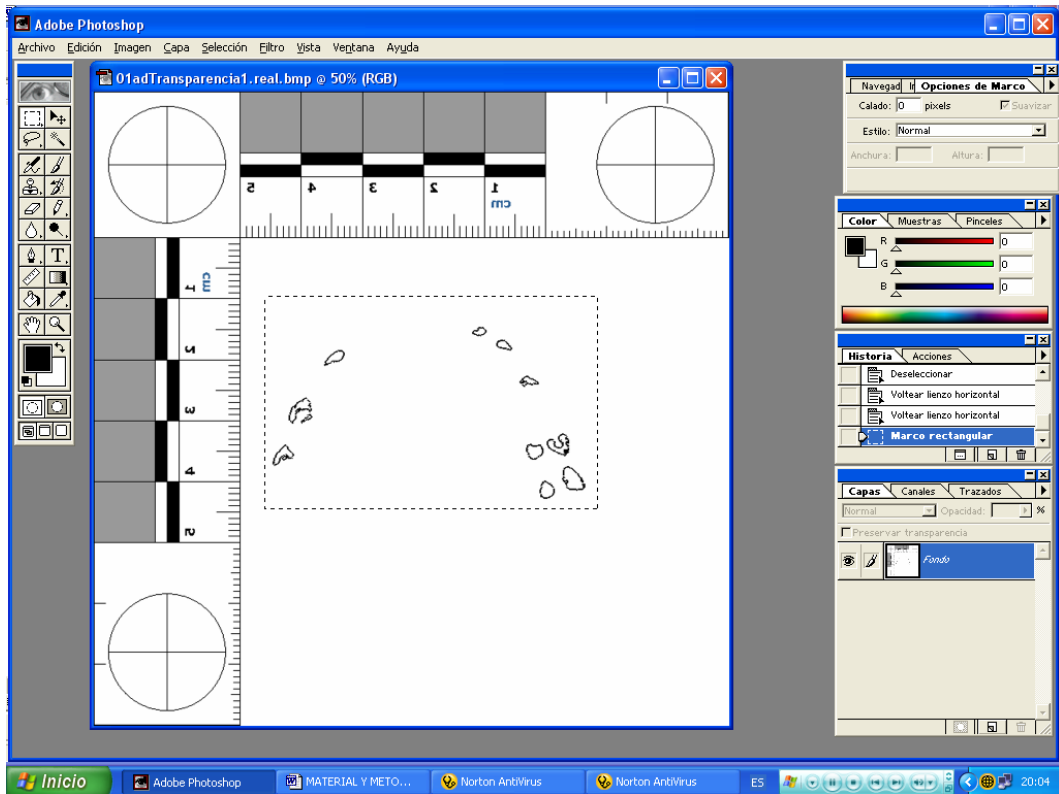 Adobe Photoshop
Archivo Edición Imagen Capa Selección Filtro Vista Ventana Ayuda
01adTransparencia1.real.bmp @ 50% (RGB)
5 4 3 2 1
cm
cm
1
2
3
4
5
Navegad Opciones de Marco
Calado: 0 pixels Suavizar
Estilo: Normal
Anchura: Altura:
Color Muestras Pinceles
R 0
G 0
B 0
Historia Acciones
Deseleccionar
Voltear lienzo horizontal
Voltear lienzo horizontal
Marco rectangular
Capas Canales Trazados
Normal Opacidad: %
Preservar transparencia
Fondo
Inicio Adobe Photoshop MATERIAL Y METO... Norton AntiVirus Norton AntiVirus ES 20:04